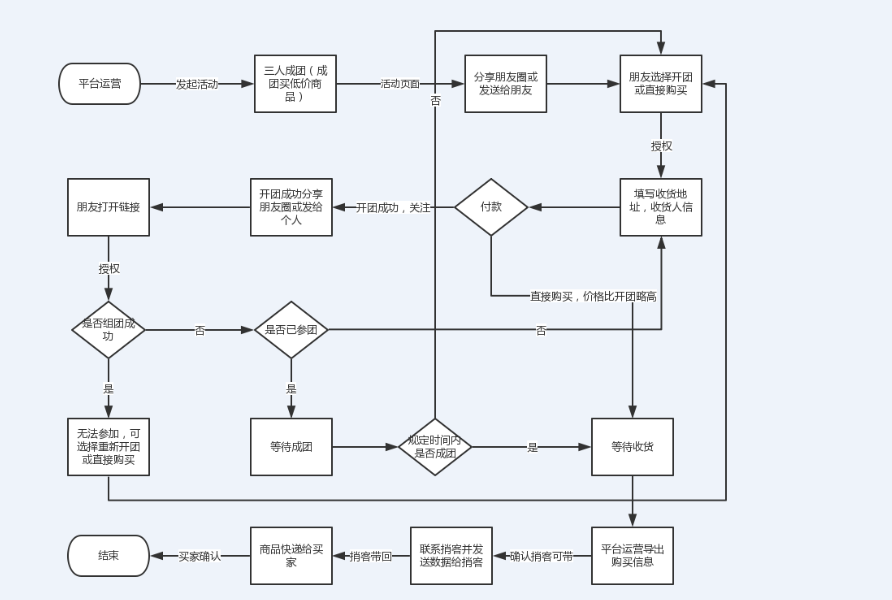 平台运营
发起活动
三人成团（成
团买低价商
品）
活动页面
否
分享朋友圈或
发送给朋友
朋友选择开团
或直接购买
授权
朋友打开链接
开团成功分享
朋友圈或发给
个人
开团成功，关注
付款
填写收货地
址，收货人信
息
授权
直接购买，价格比开团略高
是否组团成
功
否
是否已参团
否
是
是
无法参加，可
选择重新开团
或直接购买
等待成团
规定时间内
是否成团
是
等待收货
结束
买家确认
商品快递给买
家
捎客带回
联系捎客并发
送数据给捎客
确认捎客可带
平台运营导出
购买信息